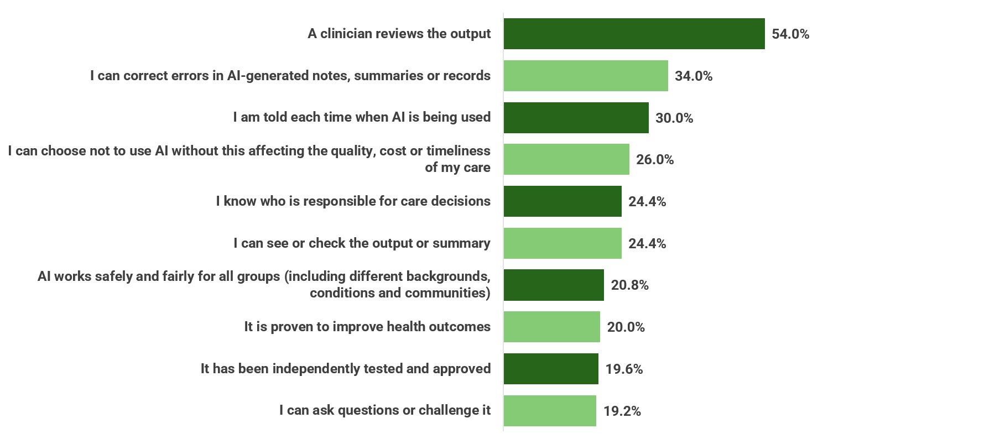 A clinician reviews the output
54.0%
I can correct errors in AI-generated notes, summaries or records
34.0%
I am told each time when AI is being used
30.0%
I can choose not to use AI without this affecting the quality, cost or timeliness
of my care
26.0%
I know who is responsible for care decisions
24.4%
I can see or check the output or summary
24.4%
AI works safely and fairly for all groups (including different backgrounds,
conditions and communities)
20.8%
It is proven to improve health outcomes
20.0%
It has been independently tested and approved
19.6%
I can ask questions or challenge it
19.2%